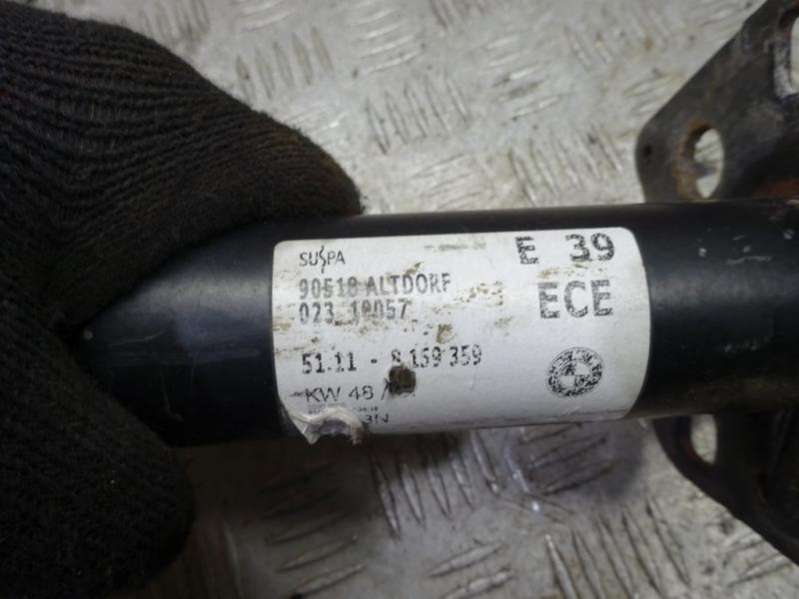 SUSPA
E 39
90518 ALTDORF
ECE
023 18057
51.11 - 8 159 359
KW 48 /